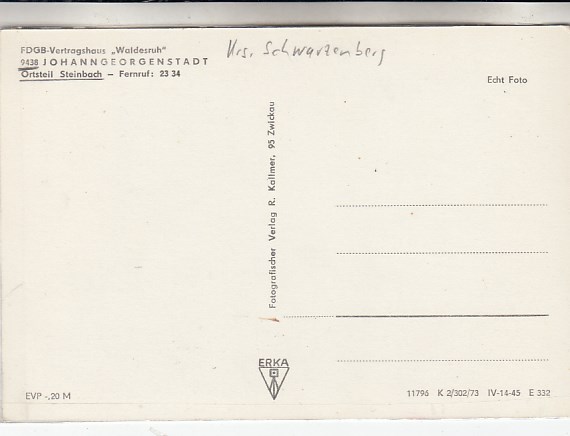 FDGB-Vertragshaus „Waldesruh"
9438 JOHANNGEORGENSTADT
Ortsteil Steinbach – Fernruf: 23 34
Krs. Schwarzenberg
Echt Foto
Fotografischer Verlag R. Kallmer, 95 Zwickau
ERKA
EVP -,20 M
11796 K 2/302/73 IV-14-45 E 332